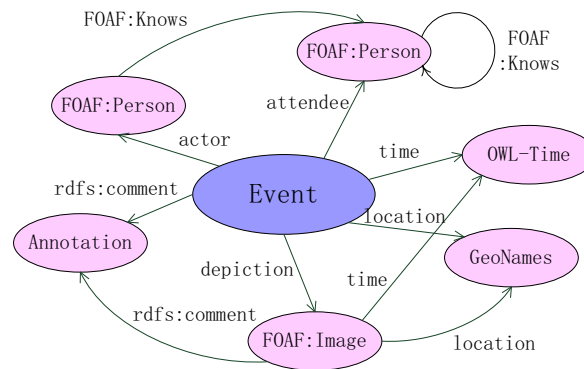 FOAF:Knows
FOAF:Person
FOAF
:Knows
FOAF:Person
attendee
actor
time
OWL-Time
rdfs:comment
Event
location
Annotation
GeoNames
depiction
time
rdfs:comment
FOAF:Image
location